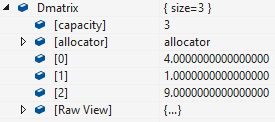 Dmatrix { size=3 }
[capacity] 3
[allocator] allocator
[0] 4.0000000000000000
[1] 1.0000000000000000
[2] 9.0000000000000000
[Raw View] {...}